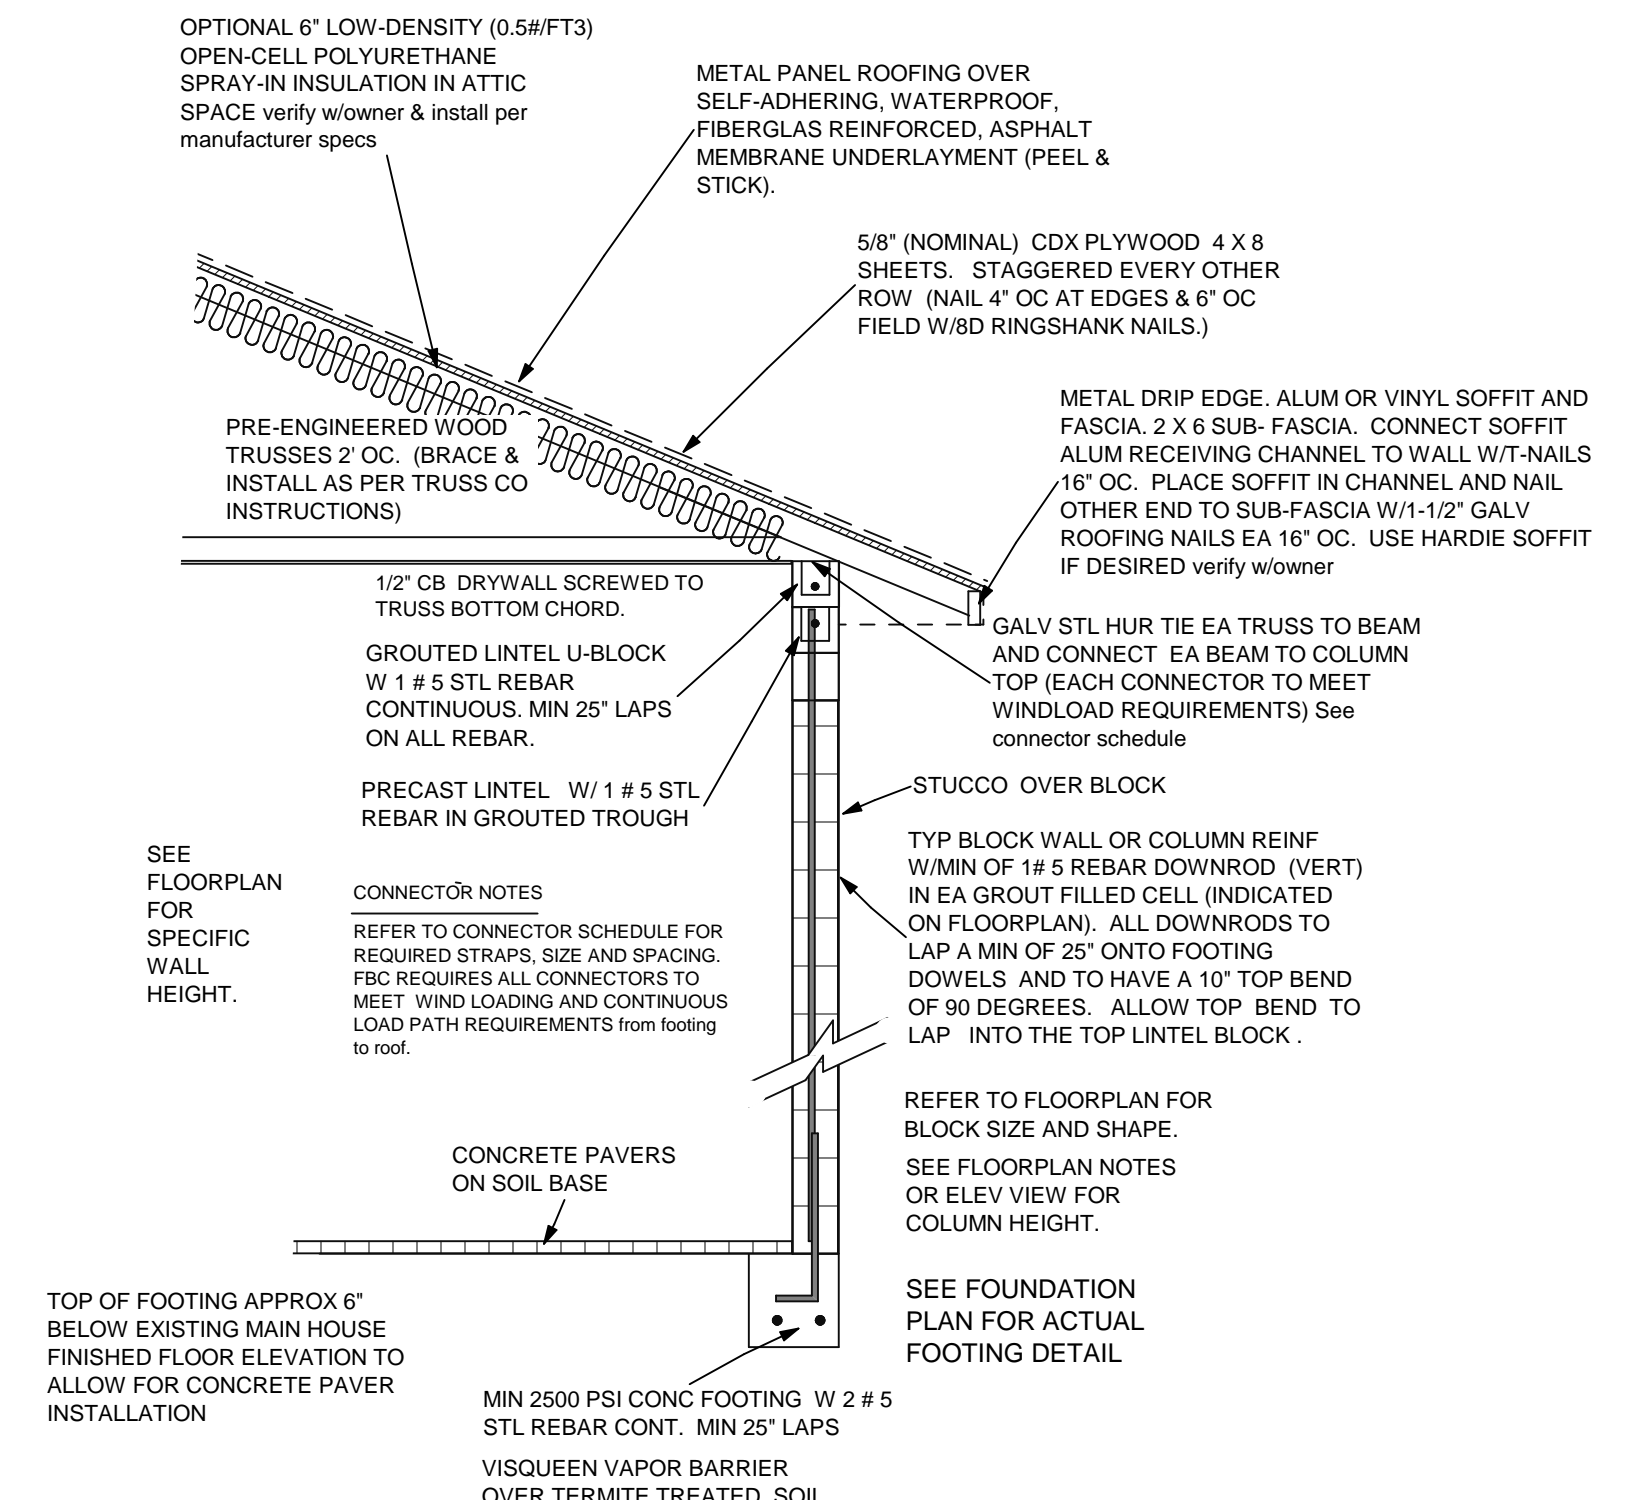 OPTIONAL 6" LOW-DENSITY (0.5#/FT3)
OPEN-CELL POLYURETHANE
SPRAY-IN INSULATION IN ATTIC
SPACE verify w/owner & install per
manufacturer specs
METAL PANEL ROOFING OVER
SELF-ADHERING, WATERPROOF,
FIBERGLAS REINFORCED, ASPHALT
MEMBRANE UNDERLAYMENT (PEEL &
STICK).
5/8" (NOMINAL) CDX PLYWOOD 4 X 8
SHEETS. STAGGERED EVERY OTHER
ROW (NAIL 4" OC AT EDGES & 6" OC
FIELD W/8D RINGSHANK NAILS.)
METAL DRIP EDGE. ALUM OR VINYL SOFFIT AND
FASCIA. 2 X 6 SUB- FASCIA. CONNECT SOFFIT
ALUM RECEIVING CHANNEL TO WALL W/T-NAILS
16" OC. PLACE SOFFIT IN CHANNEL AND NAIL
OTHER END TO SUB-FASCIA W/1-1/2" GALV
ROOFING NAILS EA 16" OC. USE HARDIE SOFFIT
IF DESIRED verify w/owner
PRE-ENGINEERED WOOD
TRUSSES 2' OC. (BRACE &
INSTALL AS PER TRUSS CO
INSTRUCTIONS)
1/2" CB DRYWALL SCREWED TO
TRUSS BOTTOM CHORD.
GROUTED LINTEL U-BLOCK
W 1 # 5 STL REBAR
CONTINUOUS. MIN 25" LAPS
ON ALL REBAR.
GALV STL HUR TIE EA TRUSS TO BEAM
AND CONNECT EA BEAM TO COLUMN
TOP (EACH CONNECTOR TO MEET
WINDLOAD REQUIREMENTS) See
connector schedule
PRECAST LINTEL W/ 1 # 5 STL
REBAR IN GROUTED TROUGH
STUCCO OVER BLOCK
SEE
FLOORPLAN
FOR
SPECIFIC
WALL
HEIGHT.
CONNECTOR NOTES
REFER TO CONNECTOR SCHEDULE FOR
REQUIRED STRAPS, SIZE AND SPACING.
FBC REQUIRES ALL CONNECTORS TO
MEET WIND LOADING AND CONTINUOUS
LOAD PATH REQUIREMENTS from footing
to roof.
TYP BLOCK WALL OR COLUMN REINF
W/MIN OF 1# 5 REBAR DOWNROD (VERT)
IN EA GROUT FILLED CELL (INDICATED
ON FLOORPLAN). ALL DOWNRODS TO
LAP A MIN OF 25" ONTO FOOTING
DOWELS AND TO HAVE A 10" TOP BEND
OF 90 DEGREES. ALLOW TOP BEND TO
LAP INTO THE TOP LINTEL BLOCK .
REFER TO FLOORPLAN FOR
BLOCK SIZE AND SHAPE.
SEE FLOORPLAN NOTES
OR ELEV VIEW FOR
COLUMN HEIGHT.
CONCRETE PAVERS
ON SOIL BASE
SEE FOUNDATION
PLAN FOR ACTUAL
FOOTING DETAIL
TOP OF FOOTING APPROX 6"
BELOW EXISTING MAIN HOUSE
FINISHED FLOOR ELEVATION TO
ALLOW FOR CONCRETE PAVER
INSTALLATION
MIN 2500 PSI CONC FOOTING W 2 # 5
STL REBAR CONT. MIN 25" LAPS
VISQUEEN VAPOR BARRIER
OVER TERMITE TREATED SOIL